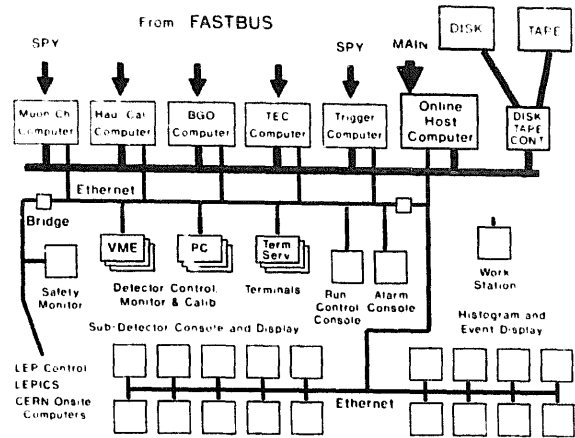 From FASTBUS
DISK
TAPE
SPY
SPY
MAIN
Muon Ch.
Computer
Had Cal
Computer
BGO
Computer
TEC
Computer
Trigger
Computer
Online
Host
Computer
DISK
TAPE
CONT
Ethernet
Bridge
VME
PC
Term
Serv
Safety
Monitor
Detector Control,
Monitor & Calib
Terminals
Run
Control
Console
Alarm
Console
Work
Station
Sub-Detector Console and Display
Histogram and
Event Display
LEP Control
LEPICS
CERN Onsite
Computers
Ethernet